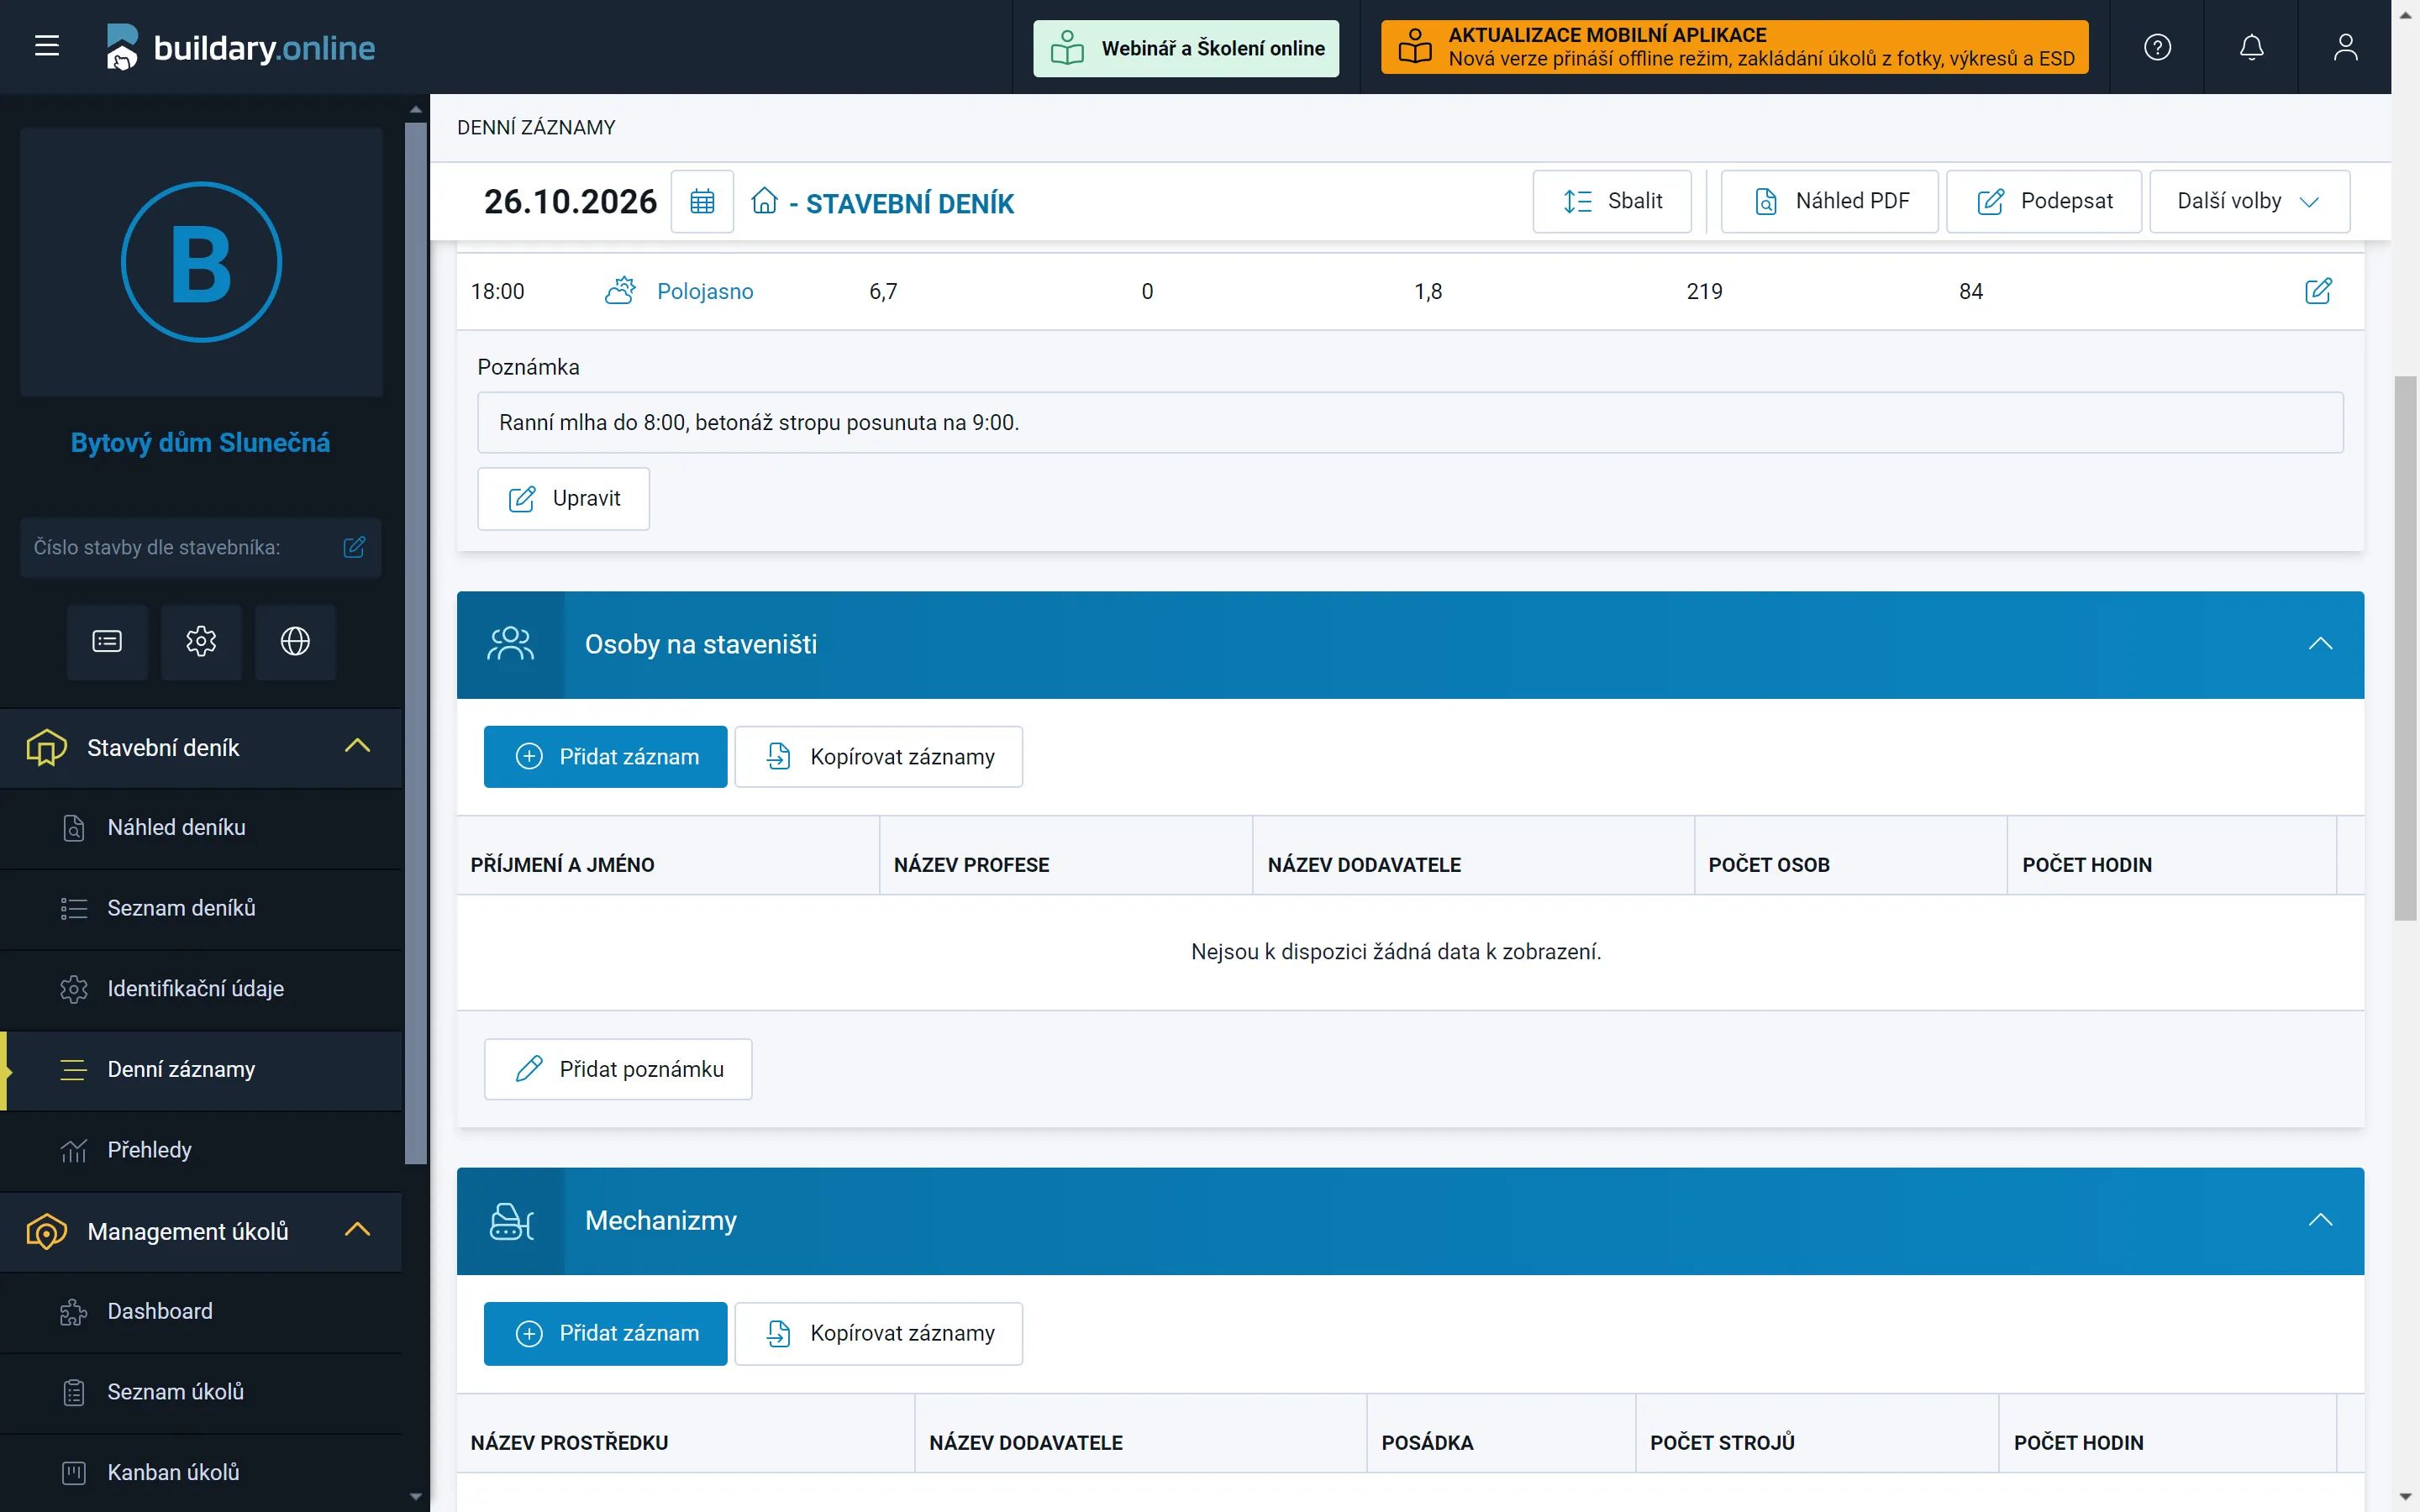 buildary.online
Webinář a Školení online
AKTUALIZACE MOBILNÍ APLIKACE
Nová verze přináší offline režim, zakládání úkolů z fotky, výkresů a ESD
B
Bytový dům Slunečná
Číslo stavby dle stavebníka:
Stavební deník
Náhled deníku
Seznam deníků
Identifikační údaje
Denní záznamy
Přehledy
Management úkolů
Dashboard
Seznam úkolů
Kanban úkolů
DENNÍ ZÁZNAMY
26.10.2026 - STAVEBNÍ DENÍK
Sbalit
Náhled PDF
Podepsat
Další volby
18:00 Polojasno 6,7 0 1,8 219 84
Poznámka
Ranní mlha do 8:00, betonáž stropu posunuta na 9:00.
Upravit
Osoby na staveništi
Přidat záznam
Kopírovat záznamy
PŘÍJMENÍ A JMÉNO NÁZEV PROFESE NÁZEV DODAVATELE POČET OSOB POČET HODIN
Nejsou k dispozici žádná data k zobrazení.
Přidat poznámku
Mechanizmy
Přidat záznam
Kopírovat záznamy
NÁZEV PROSTŘEDKU NÁZEV DODAVATELE POSÁDKA POČET STROJŮ POČET HODIN